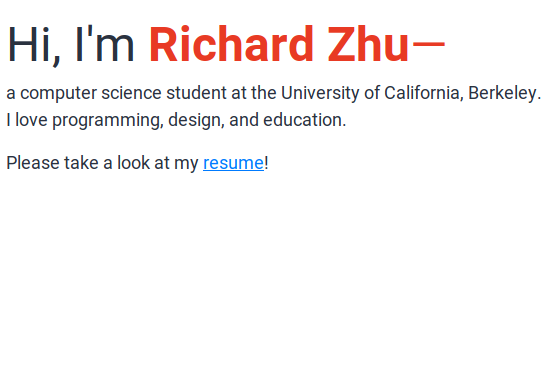 Hi, I'm Richard Zhu—
a computer science student at the University of California, Berkeley.
I love programming, design, and education.
Please take a look at my resume!